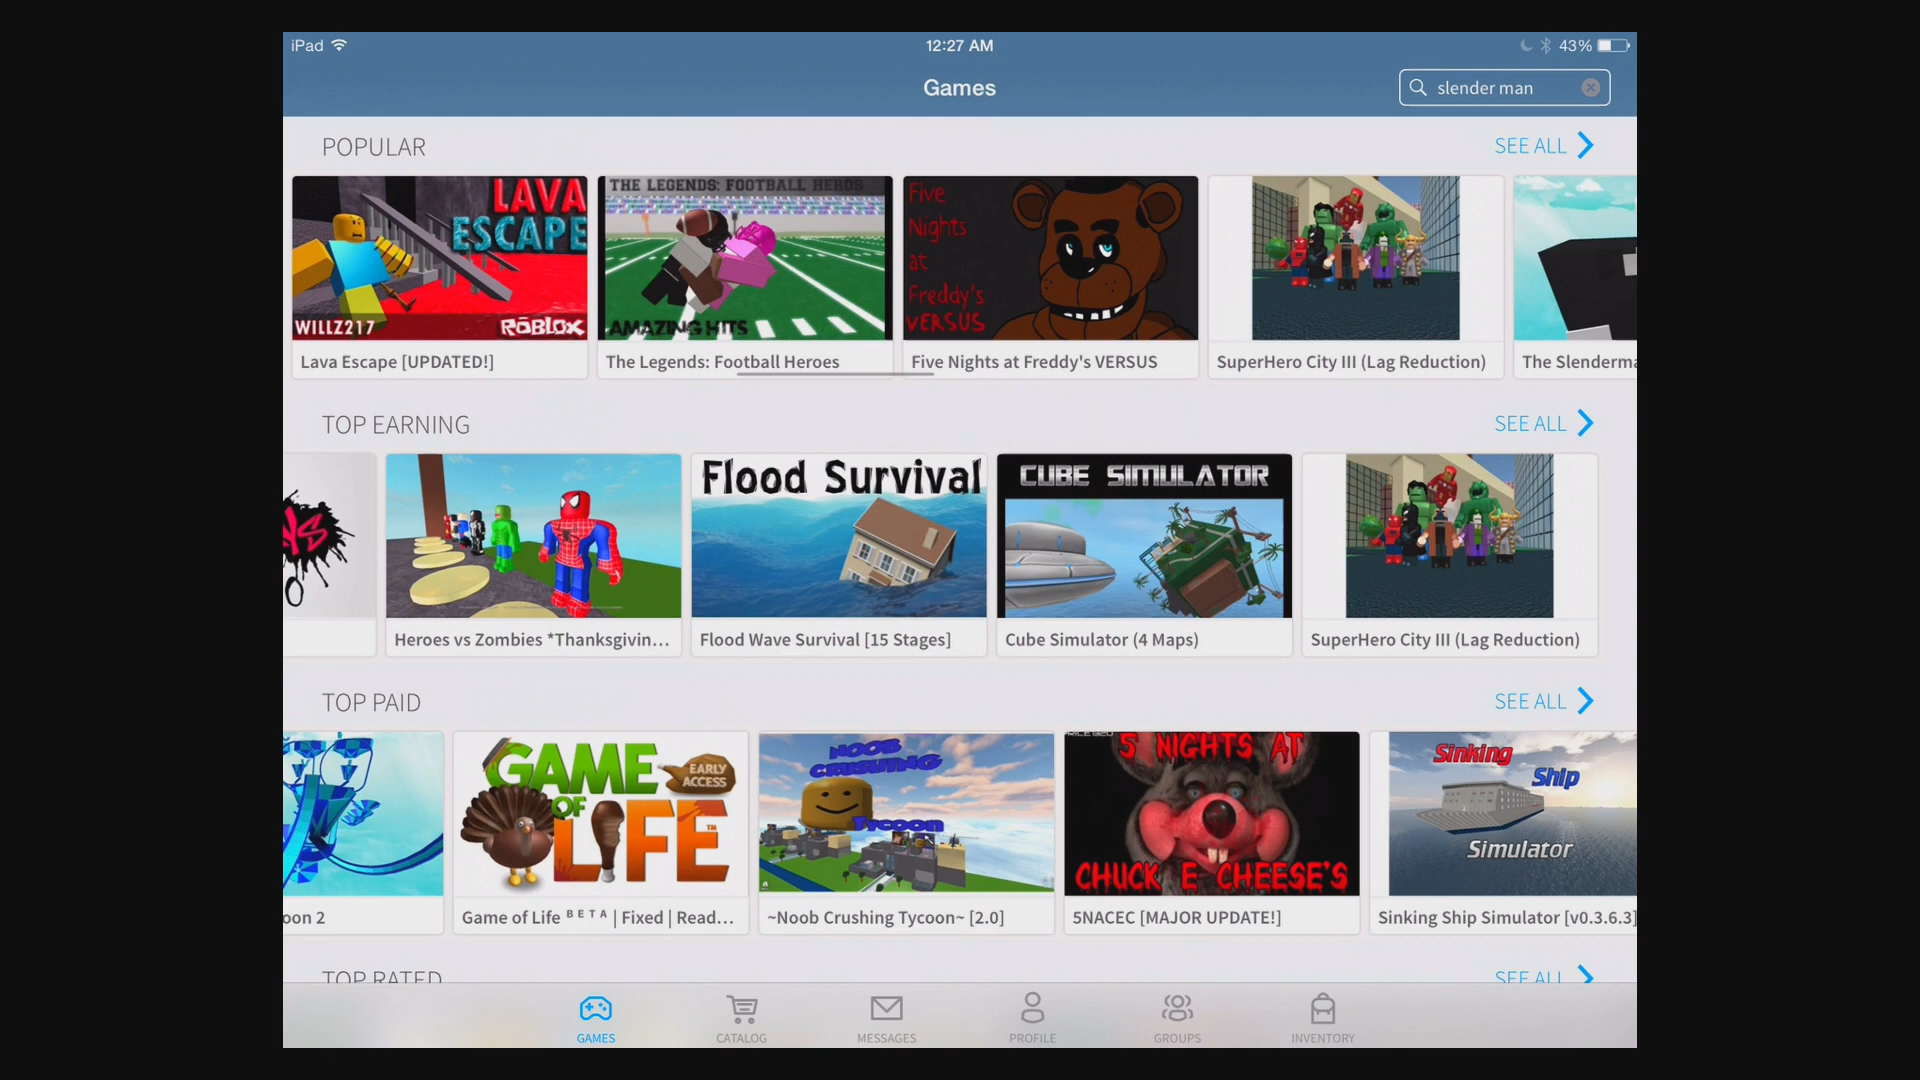 iPad
12:27 AM
43%
Games
slender man
POPULAR
SEE ALL
LAVA
ESCAPE
WILLZ217
ROBLOX
Lava Escape [UPDATED!]
THE LEGENDS: FOOTBALL HEROS
AMAZING HITS
The Legends: Football Heroes
Five
Nights
at
Freddy's
VERSUS
Five Nights at Freddy's VERSUS
SuperHero City III (Lag Reduction)
The Slenderma
TOP EARNING
SEE ALL
Heroes vs Zombies *Thanksgivin...
Flood Survival
Flood Wave Survival [15 Stages]
CUBE SIMULATOR
Cube Simulator (4 Maps)
SuperHero City III (Lag Reduction)
TOP PAID
SEE ALL
oon 2
GAME
OF
LIFE
TM
EARLY
ACCESS
Game of Life ᴮᴱᵀᴬ | Fixed | Read...
NOOB
CRUSHING
Tycoon
~Noob Crushing Tycoon~ [2.0]
5 NIGHTS AT
CHUCK E CHEESE'S
5NACEC [MAJOR UPDATE!]
Sinking
Ship
Simulator
Sinking Ship Simulator [v0.3.6.3]
TOP RATED
SEE ALL
GAMES
CATALOG
MESSAGES
PROFILE
GROUPS
INVENTORY